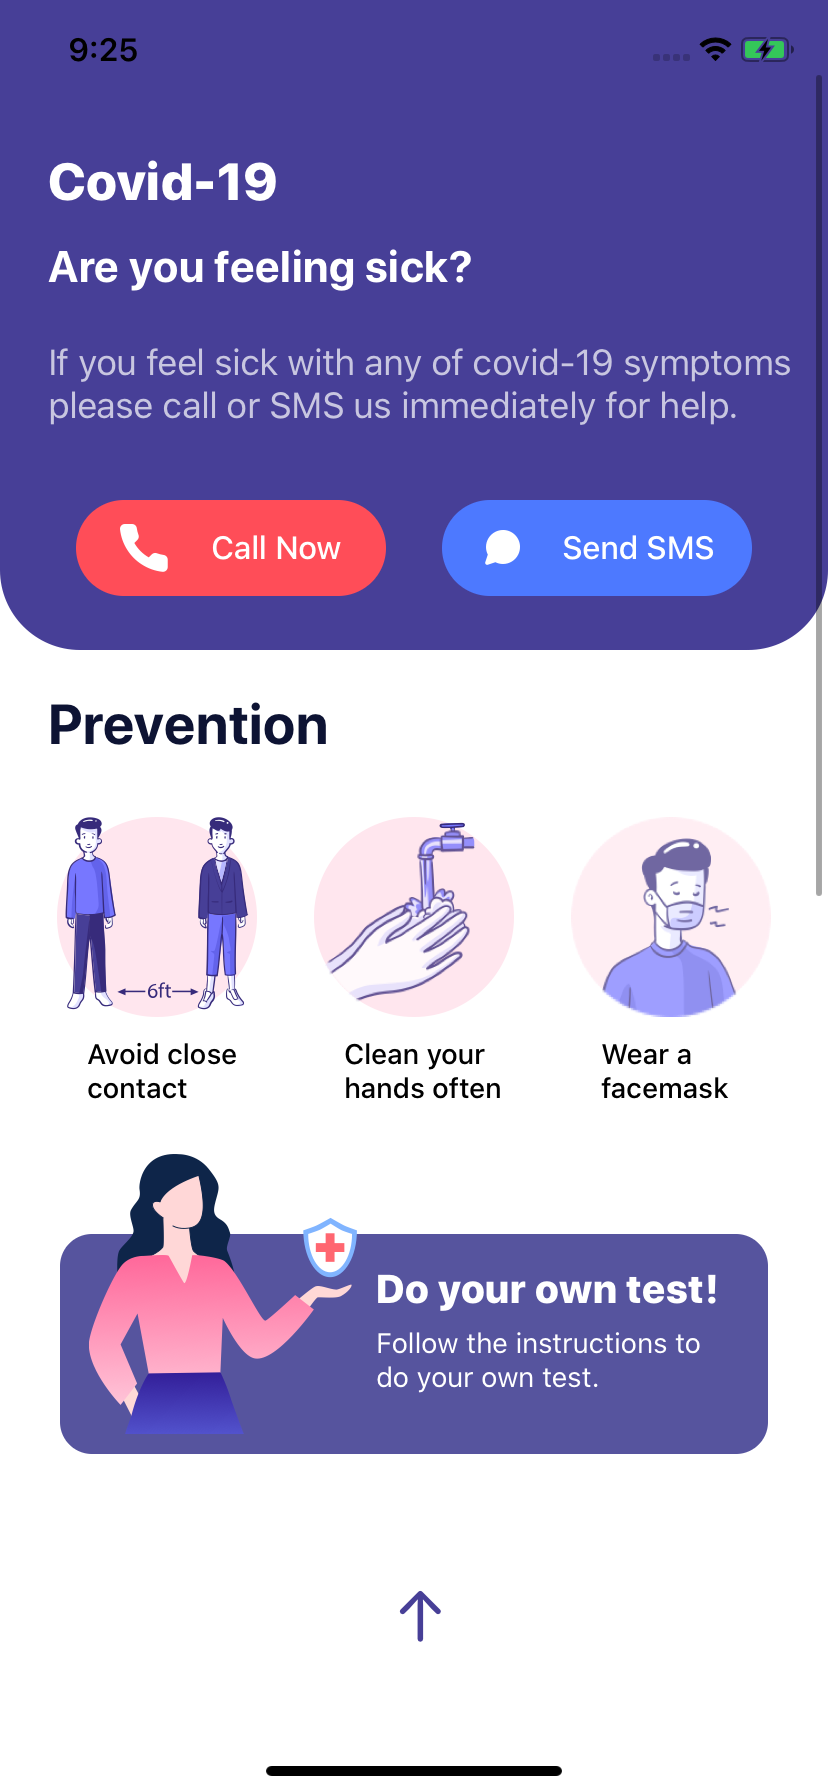 9:25
Covid-19
Are you feeling sick?
If you feel sick with any of covid-19 symptoms
please call or SMS us immediately for help.
Call Now
Send SMS
Prevention
6ft
Avoid close
contact
Clean your
hands often
Wear a
facemask
Do your own test!
Follow the instructions to
do your own test.